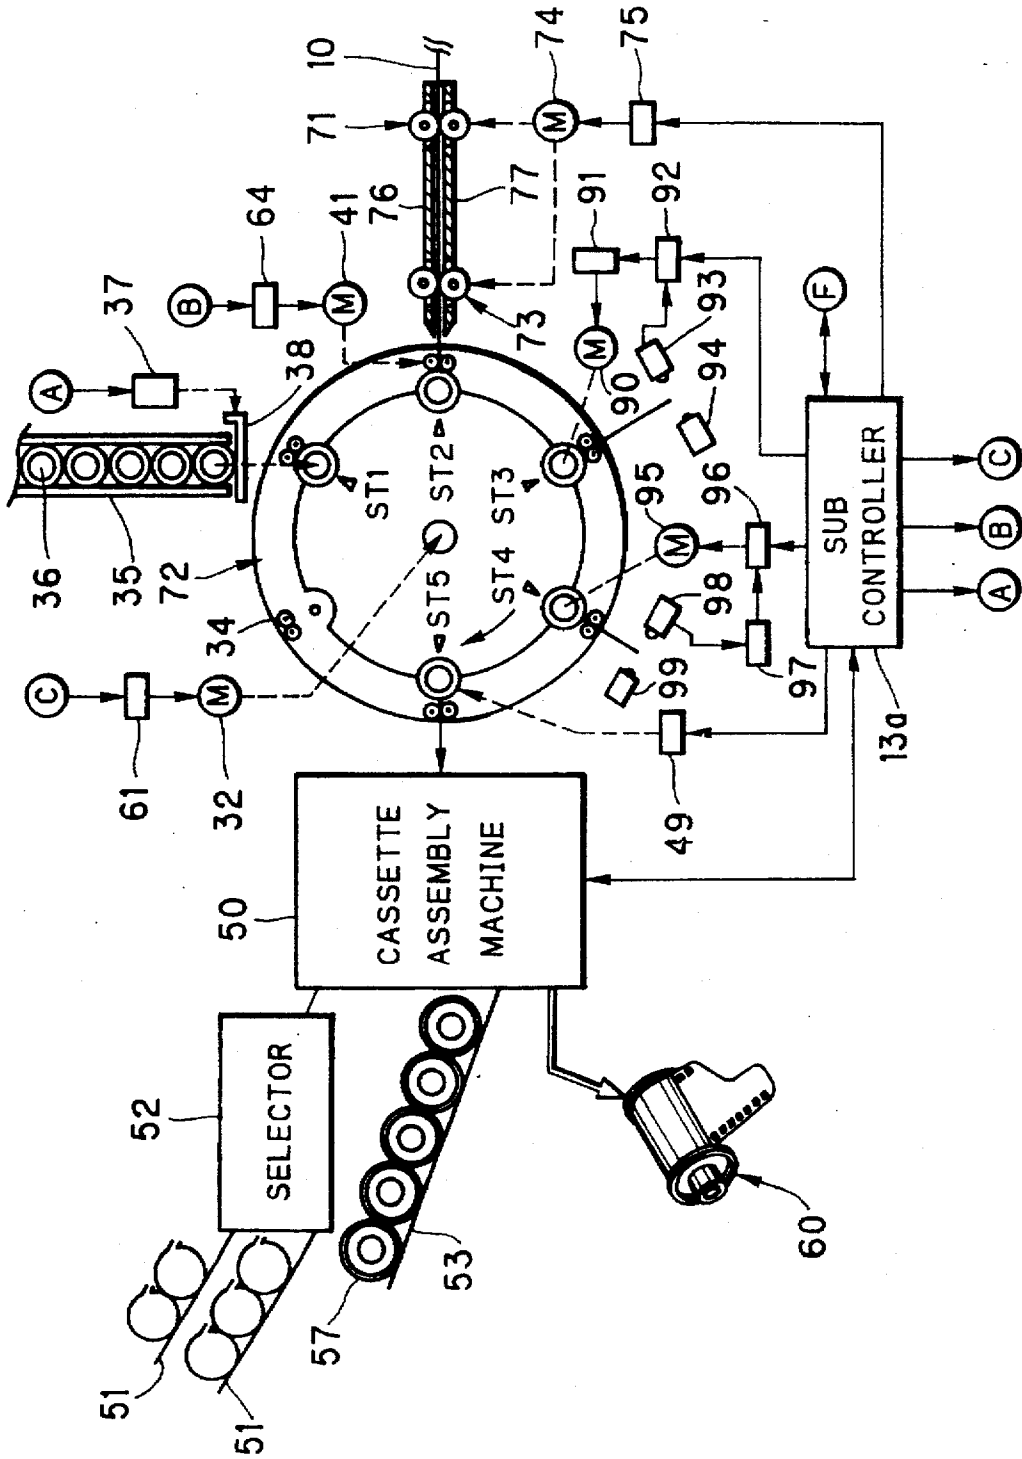 C
36
A
51
61
35
37
52
72
B
51
50
32
M
34
64
SELECTOR
38
57
M
41
71
10
CASSETTE
ST1
76
ASSEMBLY
ST5
ST2
53
MACHINE
ST4
ST3
73
77
74
M
M
91
90
75
49
99
95
M
92
98
94
93
96
60
97
F
SUB
CONTROLLER
13a
A
B
C